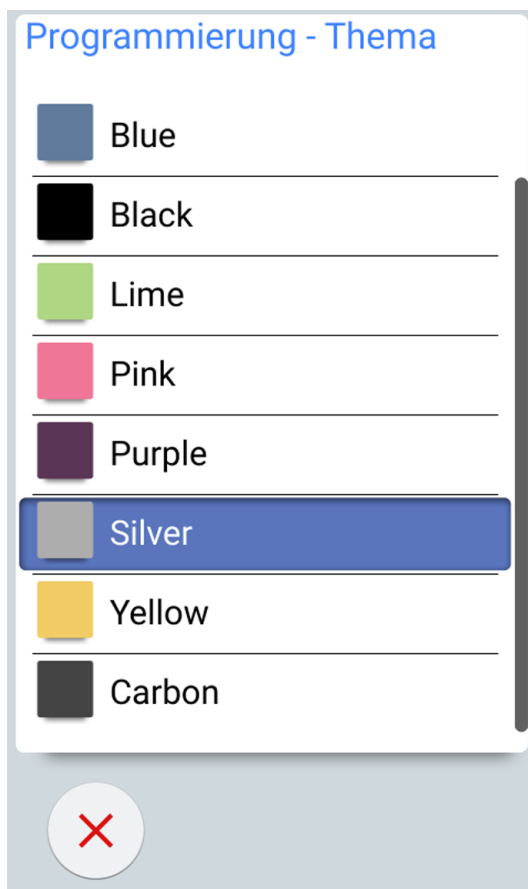 Programmierung - Thema
Blue
Black
Lime
Pink
Purple
Silver
Yellow
Carbon